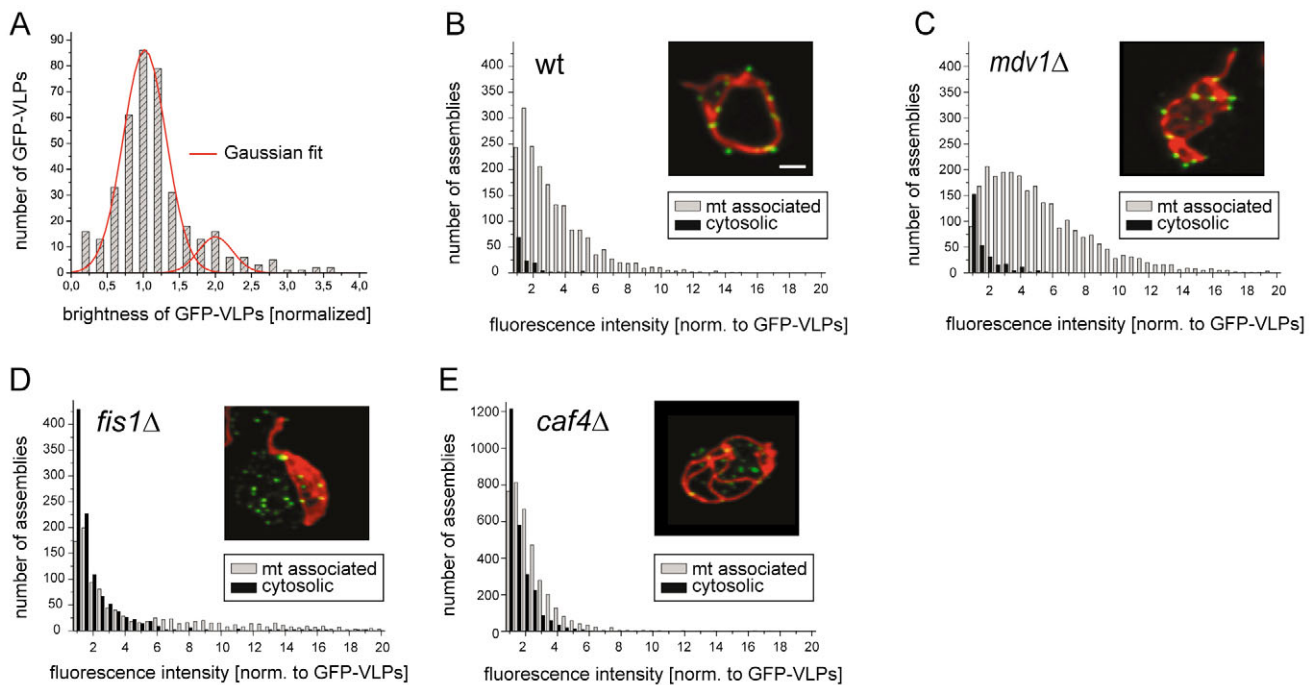 A
number of GFP-VLPs
90
80
70
60
50
40
30
20
10
0
0,0 0,5 1,0 1,5 2,0 2,5 3,0 3,5 4,0
brightness of GFP-VLPs [normalized]
Gaussian fit
B
wt
number of assemblies
400
350
300
250
200
150
100
50
0
2 4 6 8 10 12 14 16 18 20
fluorescence intensity [norm. to GFP-VLPs]
mt associated
cytosolic
C
mdv1Δ
number of assemblies
400
350
300
250
200
150
100
50
0
2 4 6 8 10 12 14 16 18 20
fluorescence intensity [norm. to GFP-VLPs]
mt associated
cytosolic
D
fis1Δ
number of assemblies
400
350
300
250
200
150
100
50
0
2 4 6 8 10 12 14 16 18 20
fluorescence intensity [norm. to GFP-VLPs]
mt associated
cytosolic
E
caf4Δ
number of assemblies
1200
1000
800
600
400
200
0
2 4 6 8 10 12 14 16 18 20
fluorescence intensity [norm. to GFP-VLPs]
mt associated
cytosolic